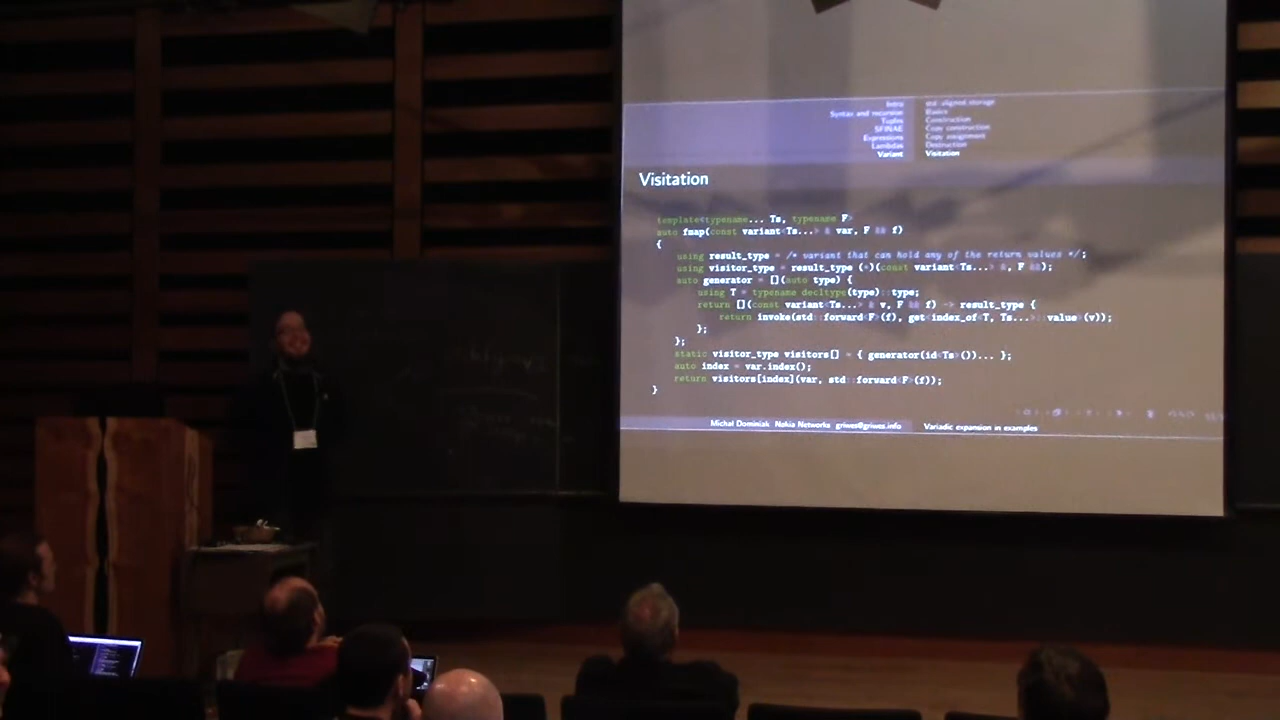 Intro
Syntax and recursion
Tuples
SFINAE
Expressions
Lambdas
Variant
std::aligned_storage
Basics
Construction
Copy construction
Copy assignment
Destruction
Visitation
Visitation
template<typename... Ts, typename F>
auto fmap(const variant<Ts...> & var, F && f)
{
using result_type = /* variant that can hold any of the return values */;
using visitor_type = result_type (*)(const variant<Ts...> &, F &&);
auto generator = [](auto type) {
using T = typename decltype(type)::type;
return [](const variant<Ts...> & v, F && f) -> result_type {
return invoke(std::forward<F>(f), get<index_of<T, Ts...>::value>(v));
};
};
static visitor_type visitors[] = { generator(id<Ts>())... };
auto index = var.index();
return visitors[index](var, std::forward<F>(f));
}
Michał Dominiak Nokia Networks griwes@griwes.info Variadic expansion in examples